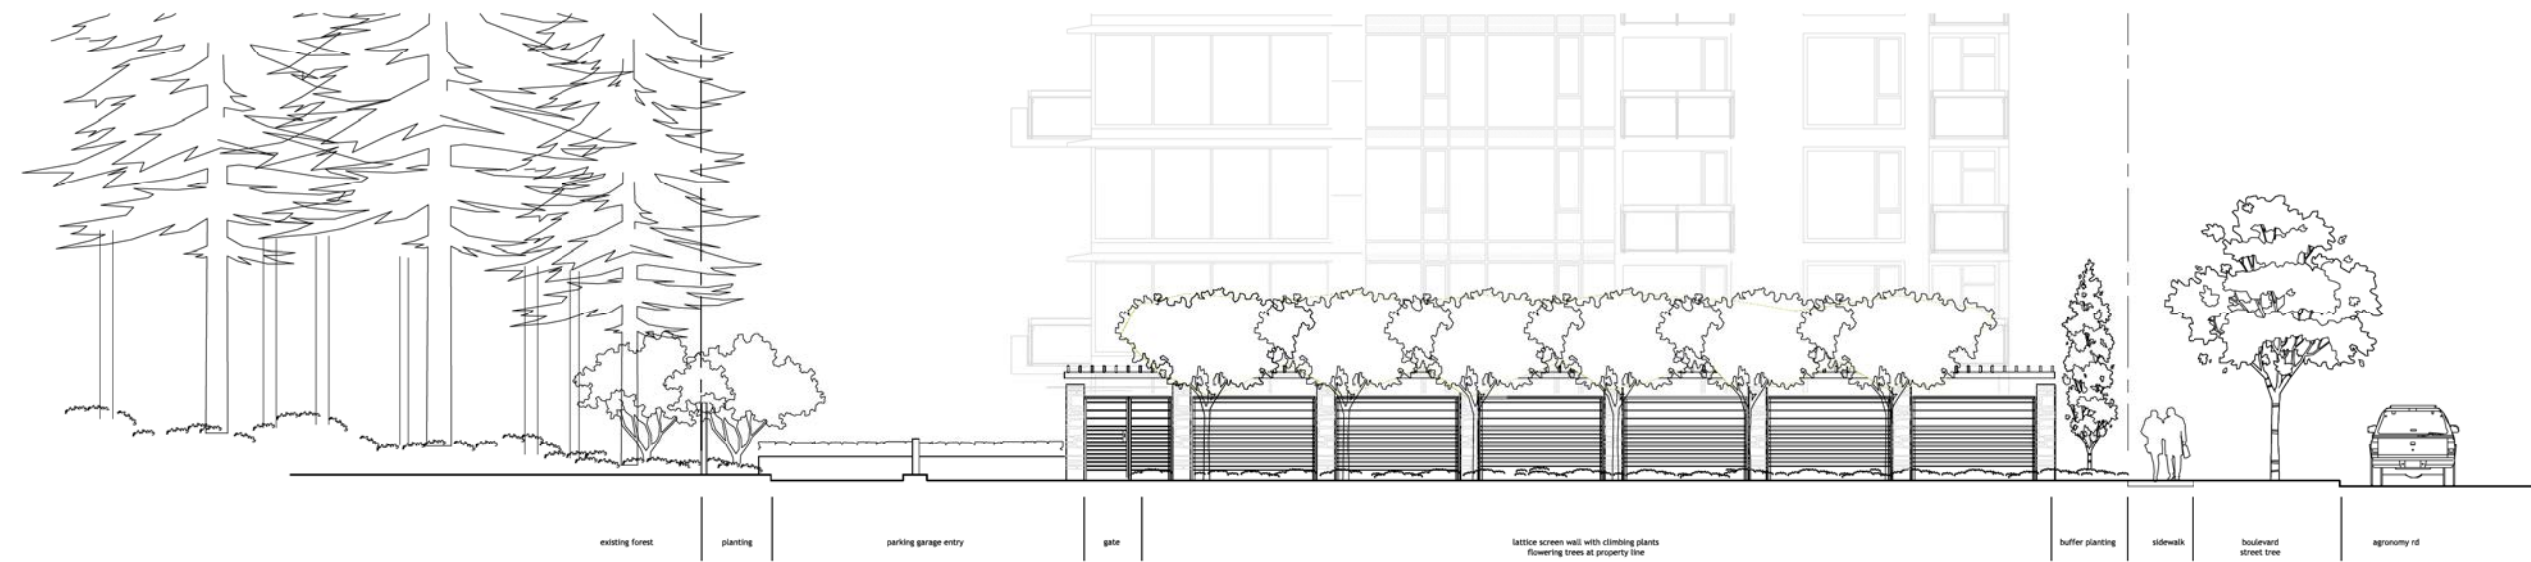 existing forest
planting
parking garage entry
gate
lattice screen wall with climbing plants
flowering trees at property line
buffer planting
sidewalk
boulevard
street tree
agronomy rd